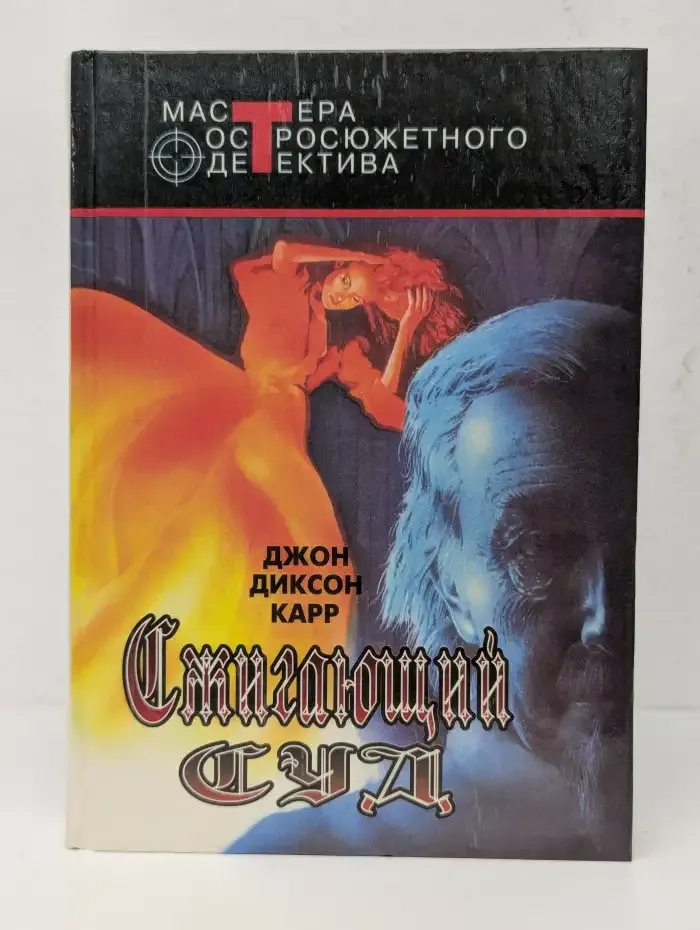 МАСТЕРА
ОСТРОСЮЖЕТНОГО
ДЕТЕКТИВА
ДЖОН
ДИКСОН
КАРР
Сжигающий
СУД